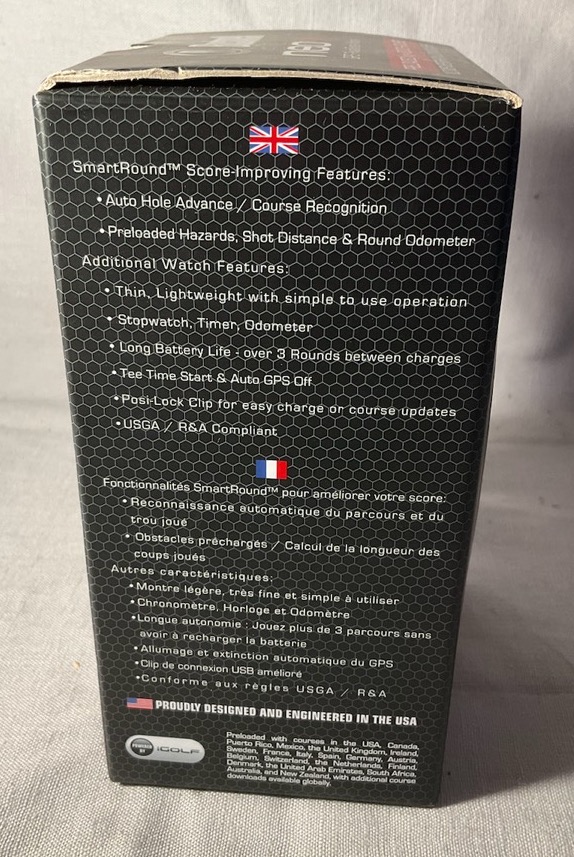 neo
SmartRound™ Score-Improving Features:
•Auto Hole Advance / Course Recognition
•Preloaded Hazards, Shot Distance & Round Odometer
Additional Watch Features:
• Thin, Lightweight with simple to use operation
• Stopwatch, Timer, Odometer
• Long Battery Life - over 3 Rounds between charges
•Tee Time Start & Auto GPS Off
•Posi-Lock Clip for easy charge or course updates
•USGA / R&A Compliant
Fonctionnalités SmartRound™ pour améliorer votre score:
• Reconnaissance automatique du parcours et du
trou joué
• Obstacles préchargés / Calcul de la longueur des
coups joués
Autres caractéristiques:
•Montre légère, très fine et simple à utiliser
•Chronomètre, Horloge et Odomètre
•Longue autonomie : Jouez plus de 3 parcours sans
avoir à recharger la batterie
•Allumage et extinction automatique du GPS
•Clip de connexion USB amélioré
•Conforme aux règles USGA / R&A
PROUDLY DESIGNED AND ENGINEERED IN THE USA
POWERED BY iGOLF
Preloaded with courses in the USA, Canada,
Puerto Rico, Mexico, the United Kingdom, Ireland,
Sweden, France, Italy, Spain, Germany, Austria,
Belgium, Switzerland, the Netherlands, Finland,
Denmark, the United Arab Emirates, South Africa,
Australia, and New Zealand, with additional course
downloads available globally.